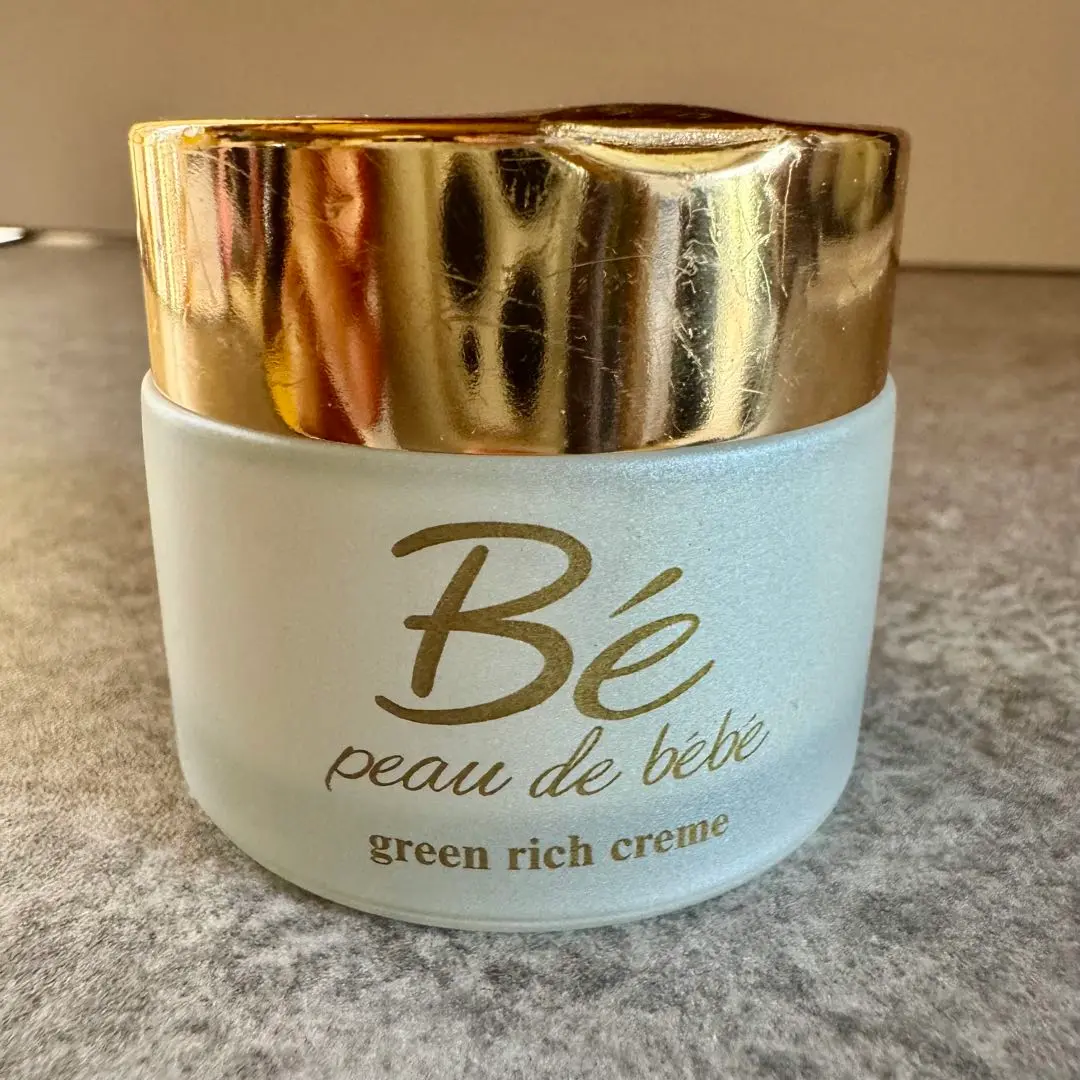 Bé
peau de bébé
green rich creme